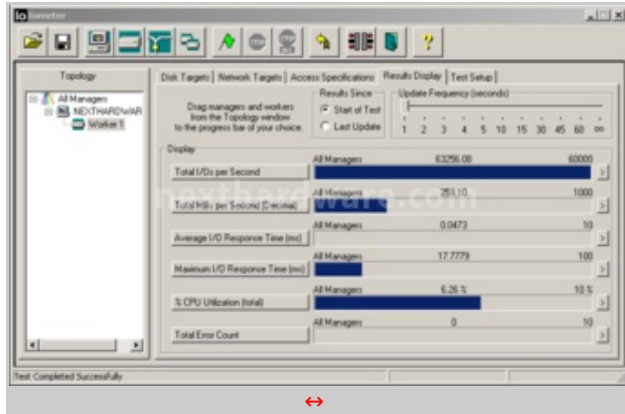 Iometer
Topology
All Managers
NEXTHARDWAR
Worker 1
Disk Targets | Network Targets | Access Specifications | Results Display | Test Setup
Drag managers and workers
from the Topology window
to the progress bar of your choice.
Results Since
Start of Test
Last Update
Update Frequency (seconds)
1 2 3 4 5 10 15 30 45 60 ∞
Display
All Managers 63256.08 60000
Total I/Os per Second
All Managers 259.10 1000
Total MBs per Second (Decimal)
nexthardware.com
All Managers 0.0473 10
Average I/O Response Time (ms)
All Managers 17.7779 100
Maximum I/O Response Time (ms)
All Managers 6.26 % 10 %
% CPU Utilization (total)
All Managers 0 10
Total Error Count
Test Completed Successfully